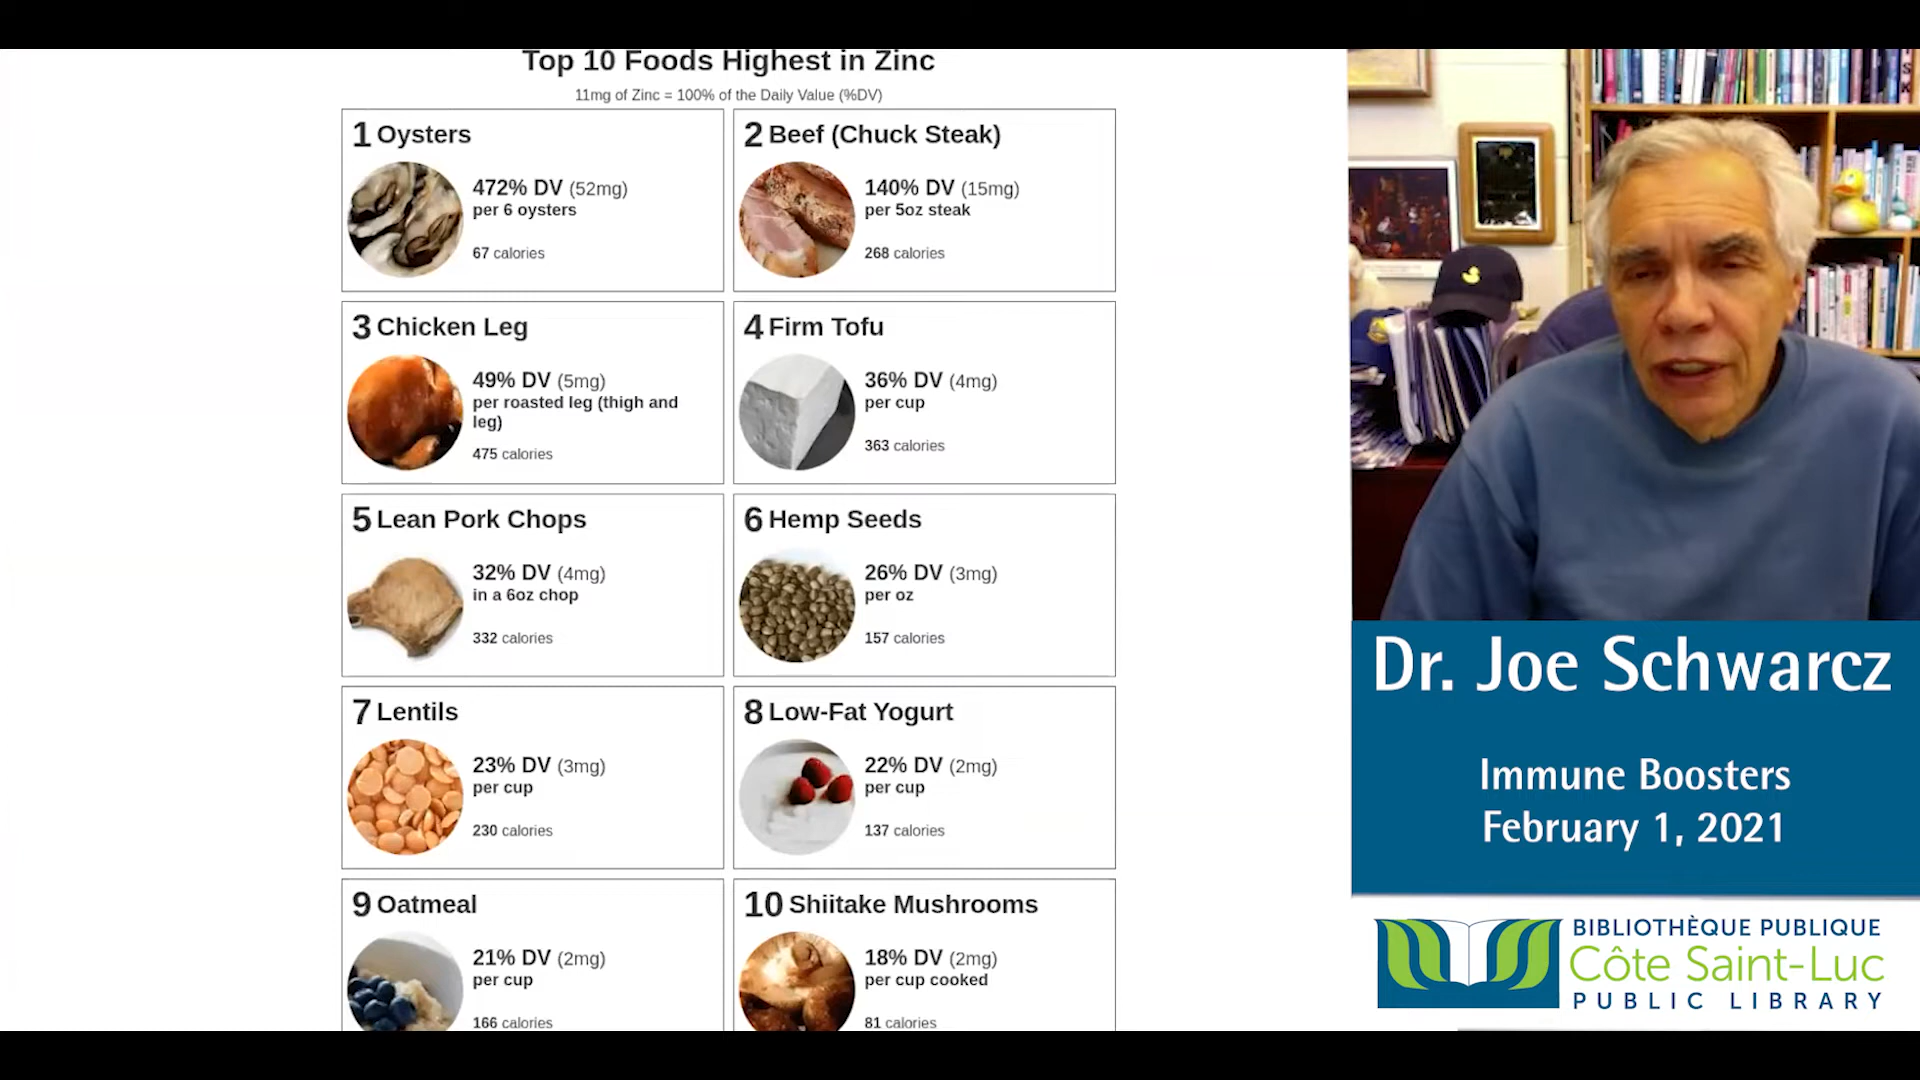 Top 10 Foods Highest in Zinc
11mg of Zinc = 100% of the Daily Value (%DV)
1 Oysters
472% DV (52mg)
per 6 oysters
67 calories
2 Beef (Chuck Steak)
140% DV (15mg)
per 5oz steak
268 calories
3 Chicken Leg
49% DV (5mg)
per roasted leg (thigh and
leg)
475 calories
4 Firm Tofu
36% DV (4mg)
per cup
363 calories
5 Lean Pork Chops
32% DV (4mg)
in a 6oz chop
332 calories
6 Hemp Seeds
26% DV (3mg)
per oz
157 calories
7 Lentils
23% DV (3mg)
per cup
230 calories
8 Low-Fat Yogurt
22% DV (2mg)
per cup
137 calories
9 Oatmeal
21% DV (2mg)
per cup
166 calories
10 Shiitake Mushrooms
18% DV (2mg)
per cup cooked
81 calories
Dr. Joe Schwarcz
Immune Boosters
February 1, 2021
BIBLIOTHÈQUE PUBLIQUE
Côte Saint-Luc
PUBLIC LIBRARY